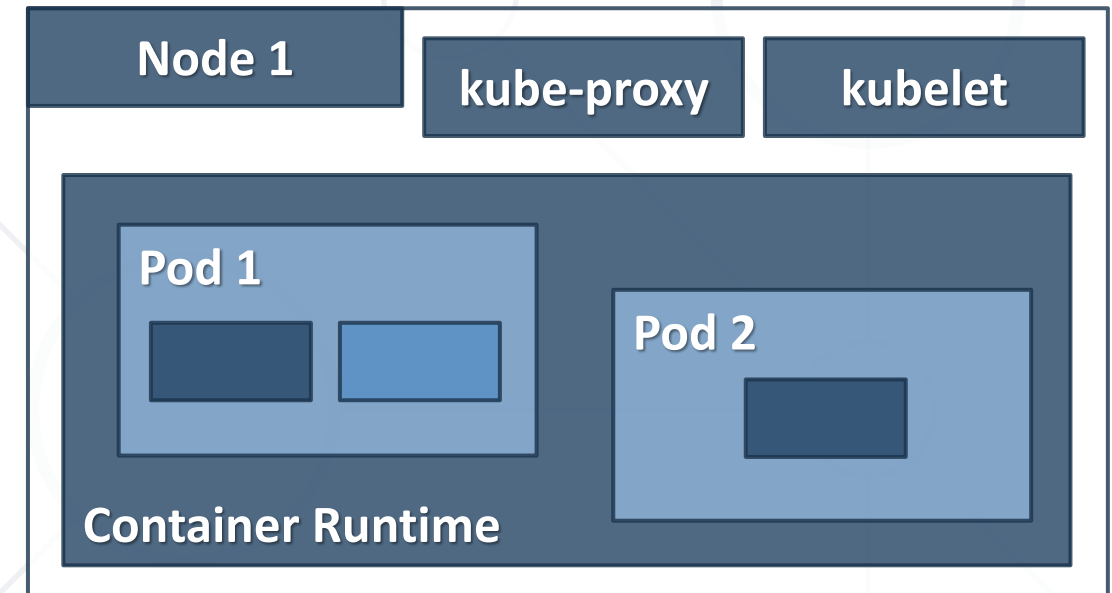 Node 1
kube-proxy
kubelet
Pod 1
Pod 2
Container Runtime